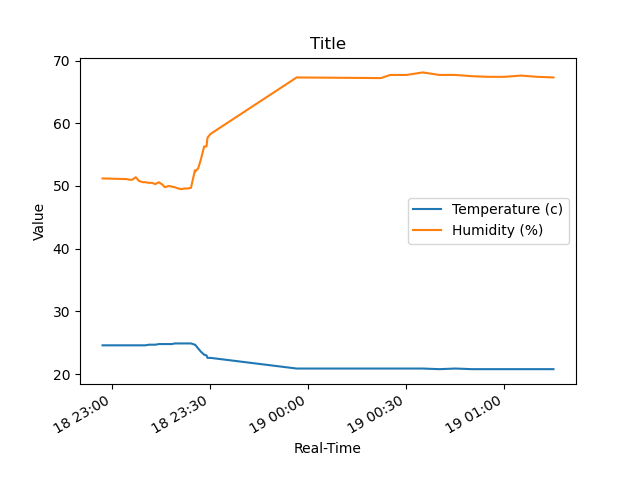 Title
70
60
50
40
30
20
Value
Temperature (c)
Humidity (%)
18 23:00
18 23:30
19 00:00
19 00:30
19 01:00
Real-Time